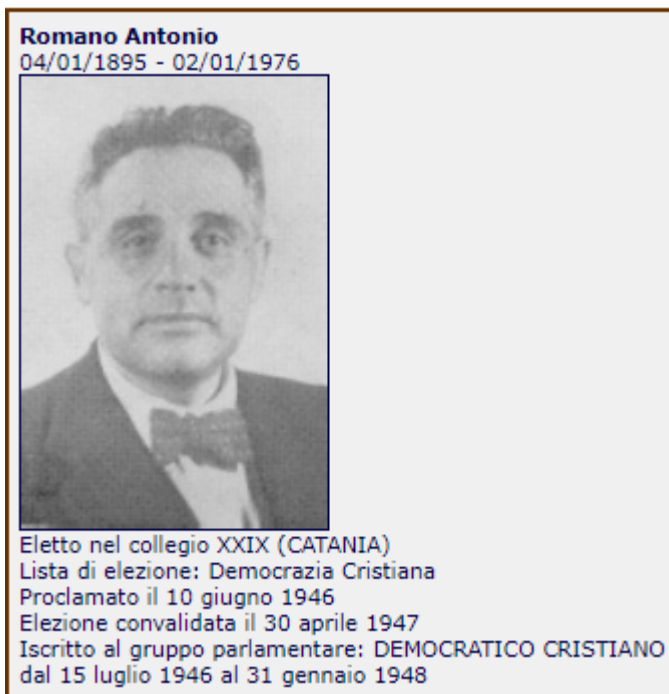 Romano Antonio
04/01/1895 - 02/01/1976
Eletto nel collegio XXIX (CATANIA)
Lista di elezione: Democrazia Cristiana
Proclamato il 10 giugno 1946
Elezione convalidata il 30 aprile 1947
Iscritto al gruppo parlamentare: DEMOCRATICO CRISTIANO
dal 15 luglio 1946 al 31 gennaio 1948